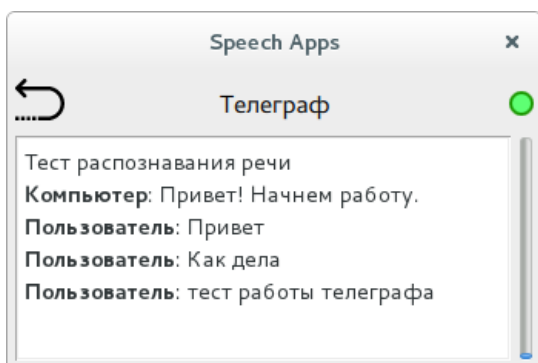 Speech Apps
Телеграф
Тест распознавания речи
Компьютер: Привет! Начнем работу.
Пользователь: Привет
Пользователь: Как дела
Пользователь: тест работы телеграфа